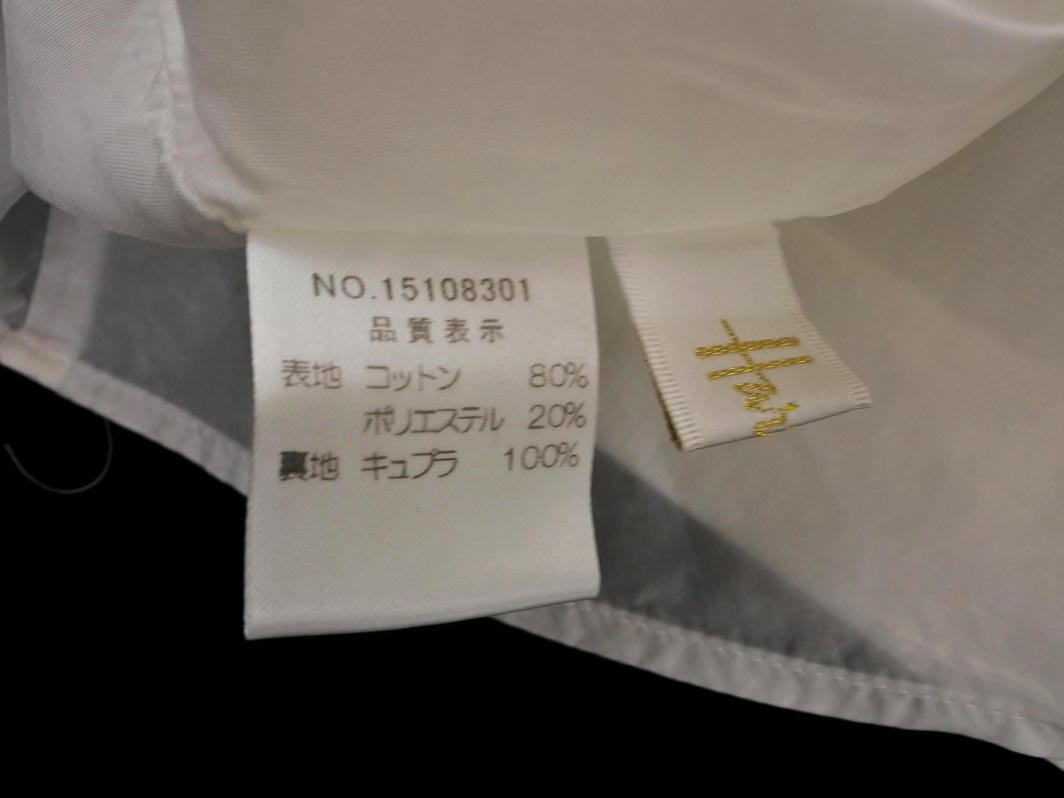 NO.15108301
品質表示
表地 コットン 80%
ポリエステル 20%
裏地 キュプラ 100%